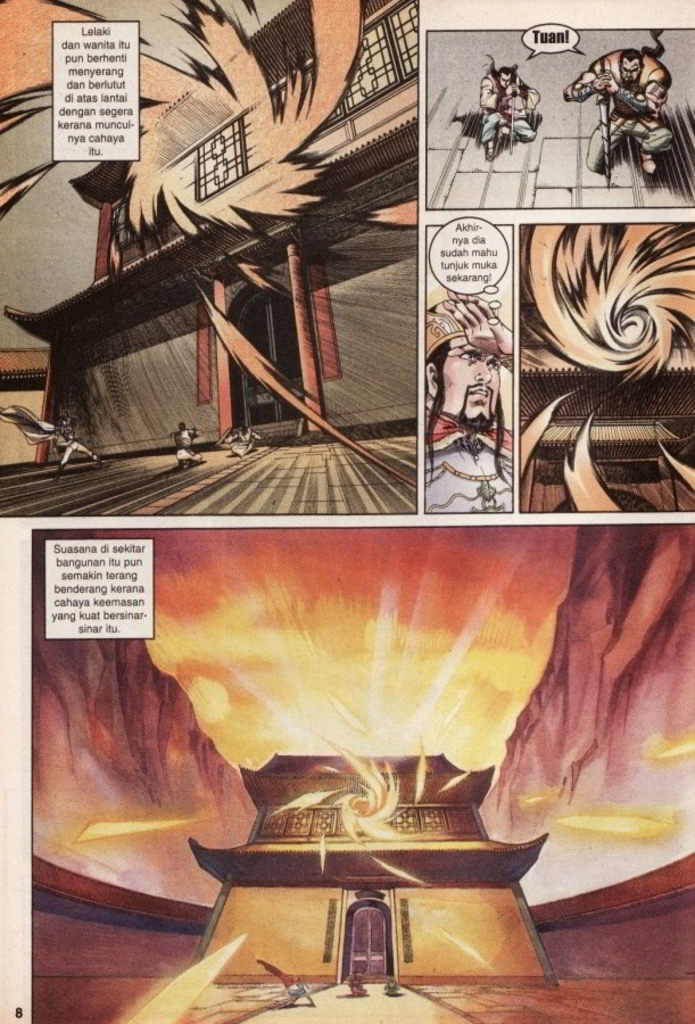 Lelaki
dan wanita itu
pun berhenti
menyerang
dan berlutut
di atas lantai
dengan segera
kerana muncul-
nya cahaya
itu.
Tuan!
Akhir-
nya dia
sudah mahu
tunjuk muka
sekarang!
Suasana di sekitar
bangunan itu pun
semakin terang
benderang kerana
cahaya keemasan
yang kuat bersinar-
sinar itu.
8